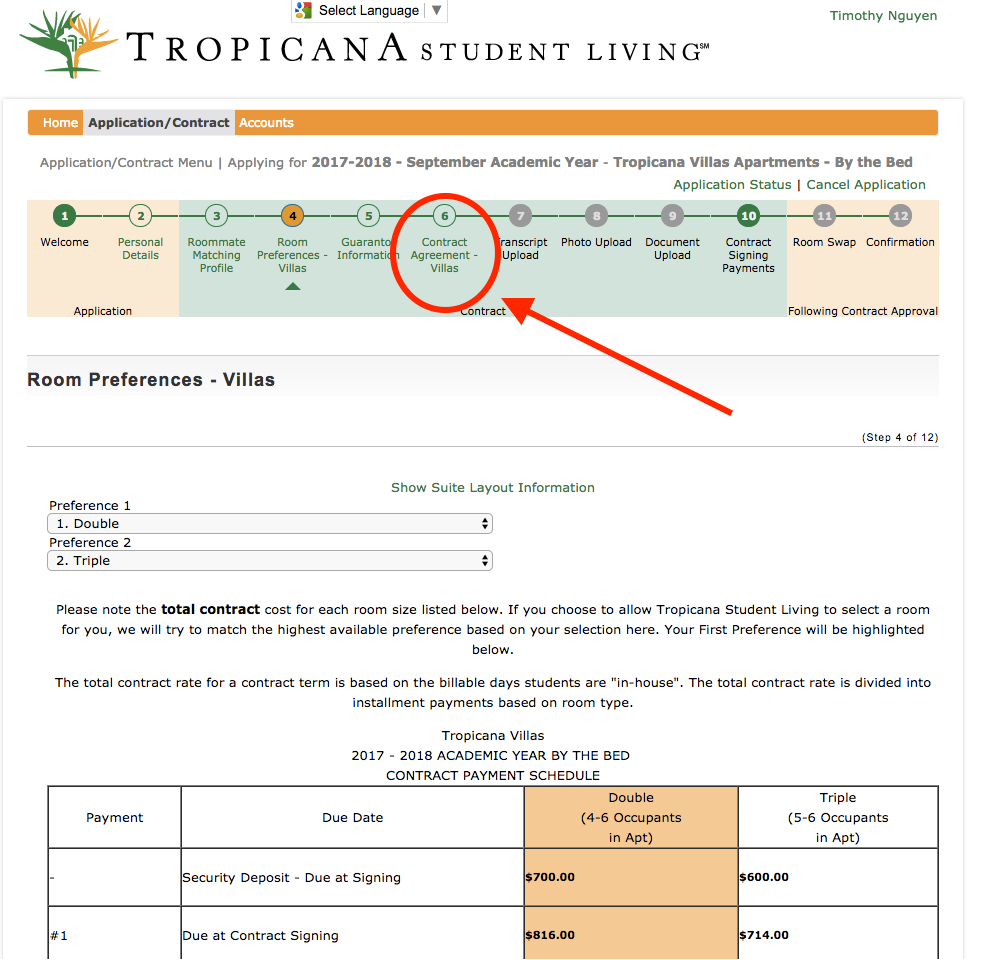 Select Language ▼
Timothy Nguyen
TROPICANA STUDENT LIVING℠
Home Application/Contract Accounts
Application/Contract Menu | Applying for 2017-2018 - September Academic Year - Tropicana Villas Apartments - By the Bed
Application Status | Cancel Application
1 2 3 4 5 6 7 8 9 10 11 12
Welcome Personal Roommate Room Guaranto Contract ranscript Photo Upload Document Contract Room Swap Confirmation
Details Matching Preferences - Information Agreement - Upload Upload Signing
Profile Villas Villas Payments
Application Contract Following Contract Approval
Room Preferences - Villas
(Step 4 of 12)
Show Suite Layout Information
Preference 1
1. Double
Preference 2
2. Triple
Please note the total contract cost for each room size listed below. If you choose to allow Tropicana Student Living to select a room
for you, we will try to match the highest available preference based on your selection here. Your First Preference will be highlighted
below.
The total contract rate for a contract term is based on the billable days students are "in-house". The total contract rate is divided into
installment payments based on room type.
Tropicana Villas
2017 - 2018 ACADEMIC YEAR BY THE BED
CONTRACT PAYMENT SCHEDULE
Double Triple
Payment Due Date (4-6 Occupants (5-6 Occupants
in Apt) in Apt)
- Security Deposit - Due at Signing $700.00 $600.00
#1 Due at Contract Signing $816.00 $714.00